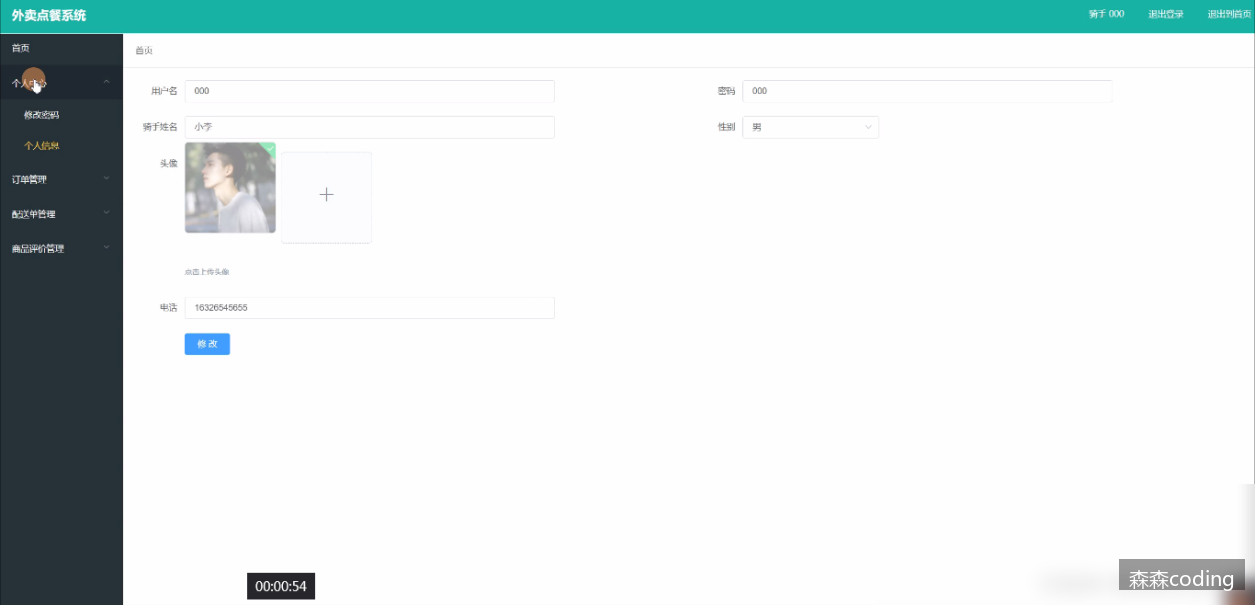 外卖点餐系统
骑手 000
退出登录
退出到首页
首页
个人中心
修改密码
个人信息
订单管理
配送单管理
商品评价管理
首页
用户名
000
密码
000
骑手姓名
小李
性别
男
头像
点击上传头像
电话
16326545655
修 改
00:00:54
森森coding